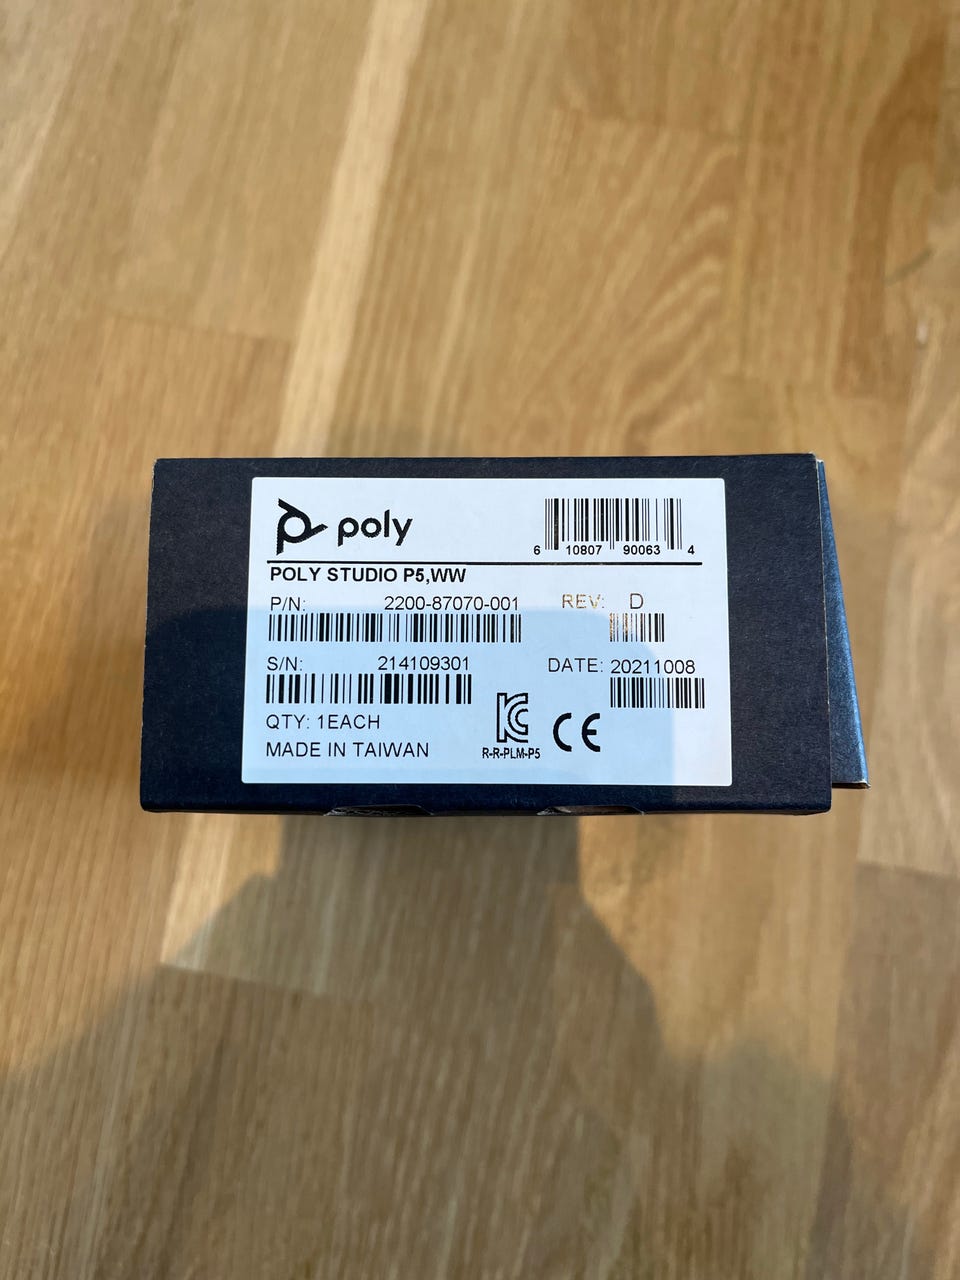 poly
6 10807 90063 4
POLY STUDIO P5,WW
P/N: 2200-87070-001 REV: D
S/N: 214109301 DATE: 20211008
QTY: 1EACH
MADE IN TAIWAN
R-R-PLM-P5
CE